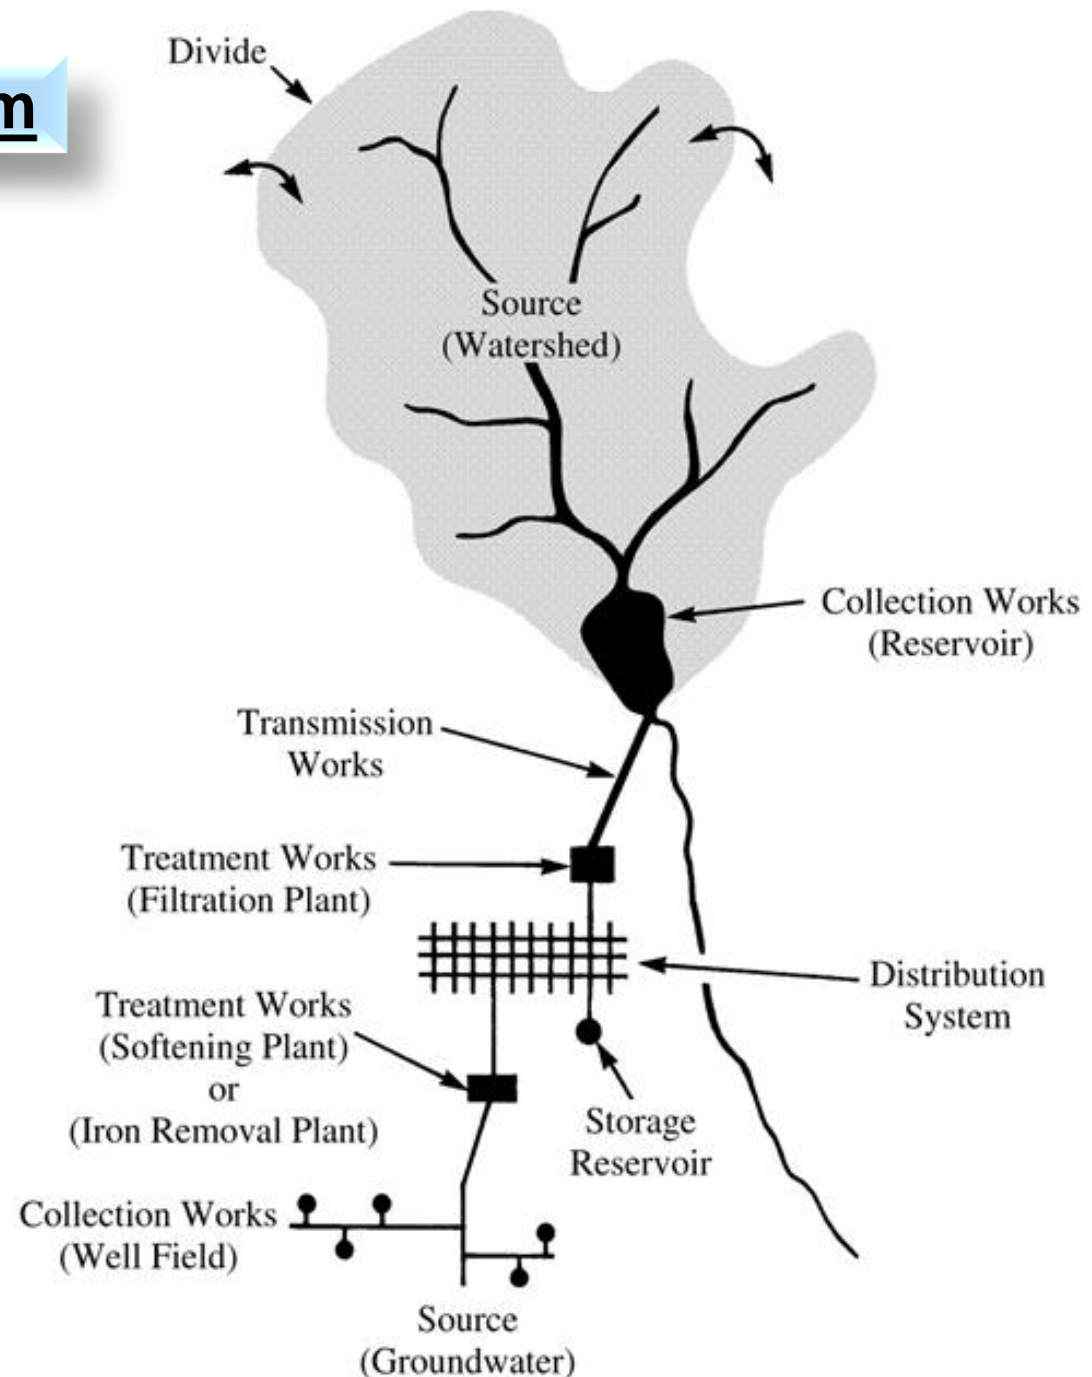 m
Divide
Source
(Watershed)
Collection Works
(Reservoir)
Transmission
Works
Treatment Works
(Filtration Plant)
Distribution
System
Treatment Works
(Softening Plant)
or
(Iron Removal Plant)
Storage
Reservoir
Collection Works
(Well Field)
Source
(Groundwater)